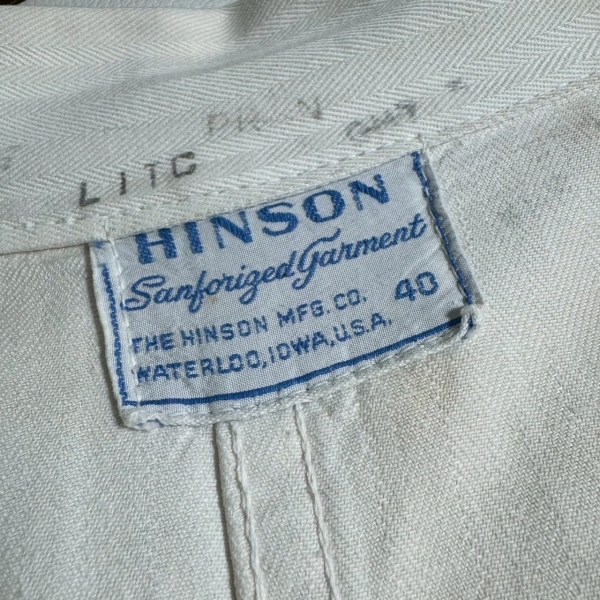 LITC
HINSON
Sanforized Garment
THE HINSON MFG. CO. 40
WATERLOO, IOWA, U.S.A.